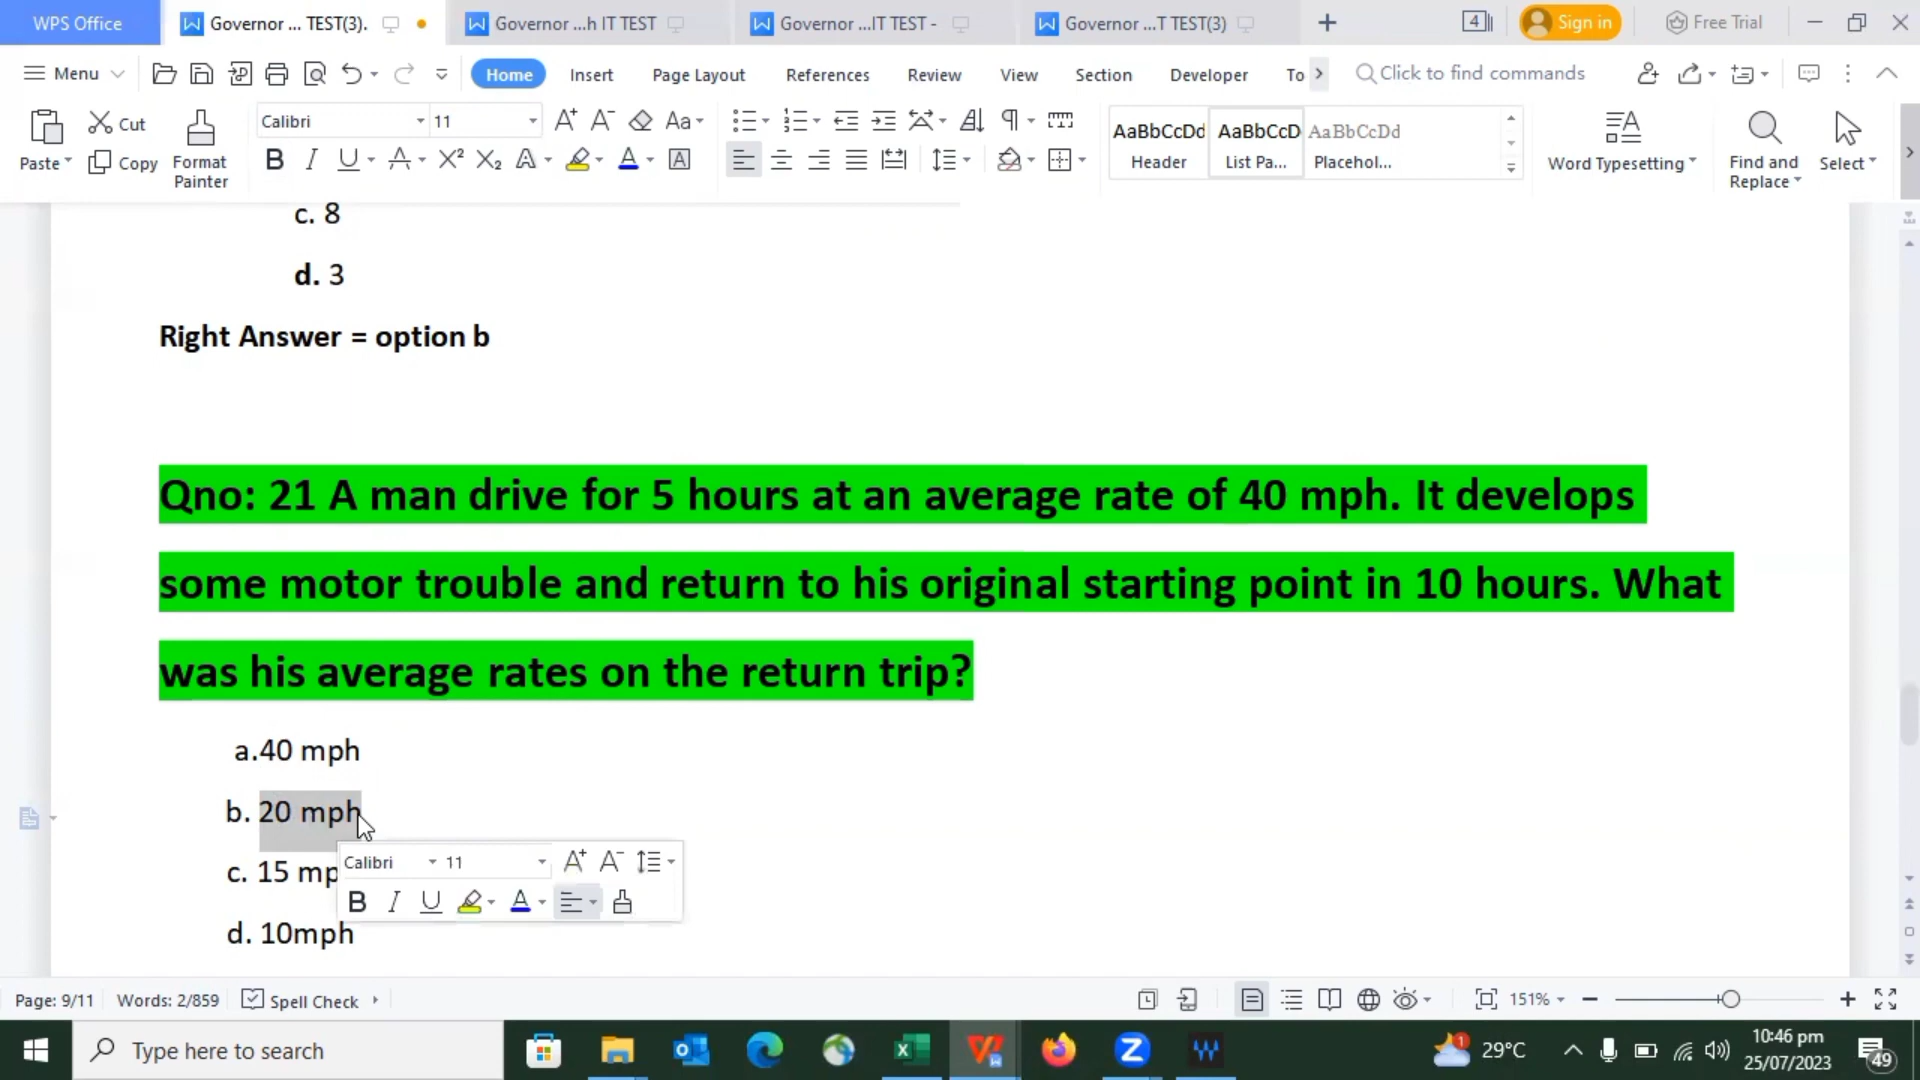 WPS Office
Governor ... TEST(3).
Governor ...h IT TEST
Governor ...IT TEST -
Governor ...T TEST(3)
4
Sign in
Free Trial
Menu
Home
Insert
Page Layout
References
Review
View
Section
Developer
To
Click to find commands
Paste
Cut
Copy
Format
Painter
Calibri
11
AaBbCcDd
Header
AaBbCcD
List Pa...
AaBbCcDd
Placehol...
Word Typesetting
Find and
Replace
Select
c. 8
d. 3
Right Answer = option b
Qno: 21 A man drive for 5 hours at an average rate of 40 mph. It develops
some motor trouble and return to his original starting point in 10 hours. What
was his average rates on the return trip?
a.40 mph
b. 20 mph
c. 15 mp
d. 10mph
Calibri
11
Page: 9/11
Words: 2/859
Spell Check
151%
Type here to search
29°C
10:46 pm
25/07/2023
49